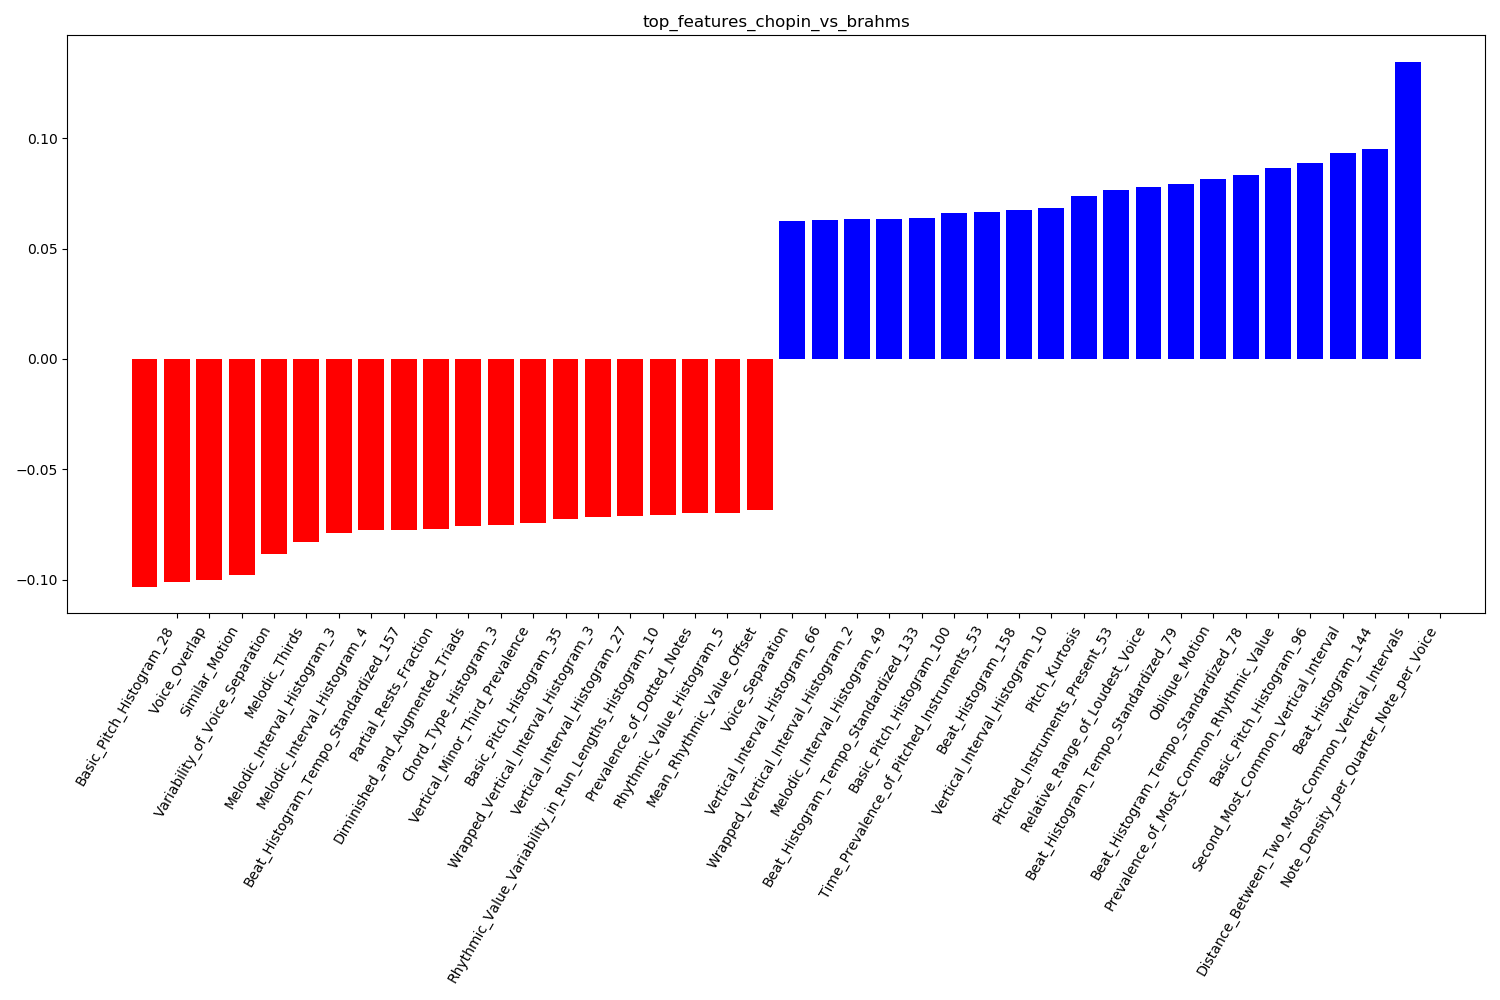 top_features_chopin_vs_brahms
0.10
0.05
0.00
−0.05
−0.10
Basic_Pitch_Histogram_28
Voice_Overlap
Similar_Motion
Variability_of_Voice_Separation
Melodic_Thirds
Melodic_Interval_Histogram_3
Melodic_Interval_Histogram_4
Beat_Histogram_Tempo_Standardized_157
Partial_Rests_Fraction
Diminished_and_Augmented_Triads
Chord_Type_Histogram_3
Vertical_Minor_Third_Prevalence
Basic_Pitch_Histogram_35
Wrapped_Vertical_Interval_Histogram_3
Vertical_Interval_Histogram_27
Rhythmic_Value_Variability_in_Run_Lengths_Histogram_10
Prevalence_of_Dotted_Notes
Rhythmic_Value_Histogram_5
Mean_Rhythmic_Value_Offset
Voice_Separation
Vertical_Interval_Histogram_66
Wrapped_Vertical_Interval_Histogram_2
Melodic_Interval_Histogram_49
Beat_Histogram_Tempo_Standardized_133
Basic_Pitch_Histogram_100
Time_Prevalence_of_Pitched_Instruments_53
Beat_Histogram_158
Vertical_Interval_Histogram_10
Pitch_Kurtosis
Pitched_Instruments_Present_53
Relative_Range_of_Loudest_Voice
Beat_Histogram_Tempo_Standardized_79
Oblique_Motion
Beat_Histogram_Tempo_Standardized_78
Prevalence_of_Most_Common_Rhythmic_Value
Basic_Pitch_Histogram_96
Second_Most_Common_Vertical_Interval
Beat_Histogram_144
Distance_Between_Two_Most_Common_Vertical_Intervals
Note_Density_per_Quarter_Note_per_Voice